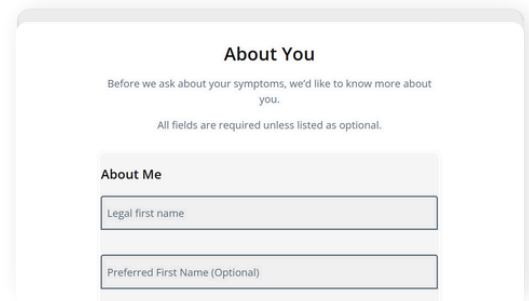 About You
Before we ask about your symptoms, we’d like to know more about
you.
All fields are required unless listed as optional.
About Me
Legal first name
Preferred First Name (Optional)